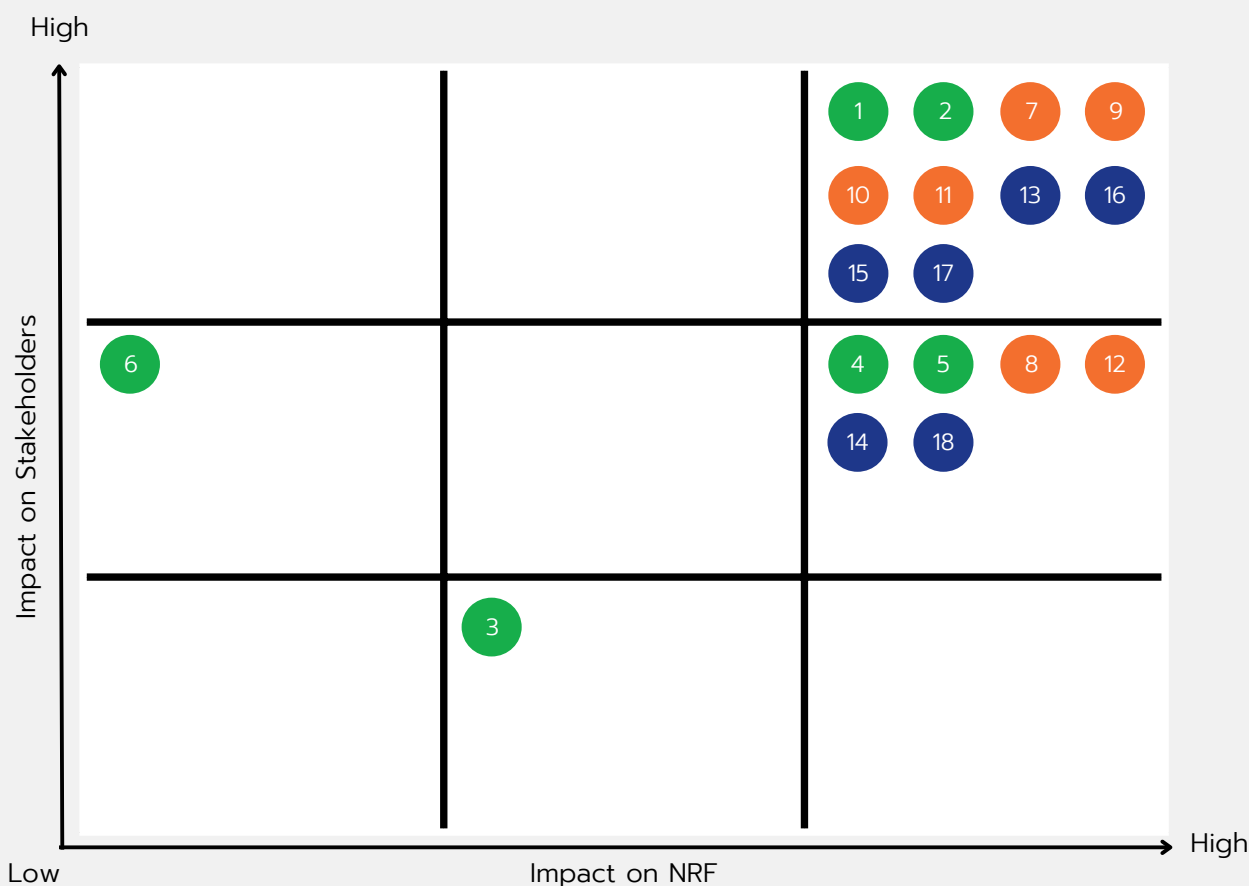 High
1 2 7 9
10 11 13 16
15 17
6 4 5 8 12
14 18
3
Impact on Stakeholders
High
Low
Impact on NRF